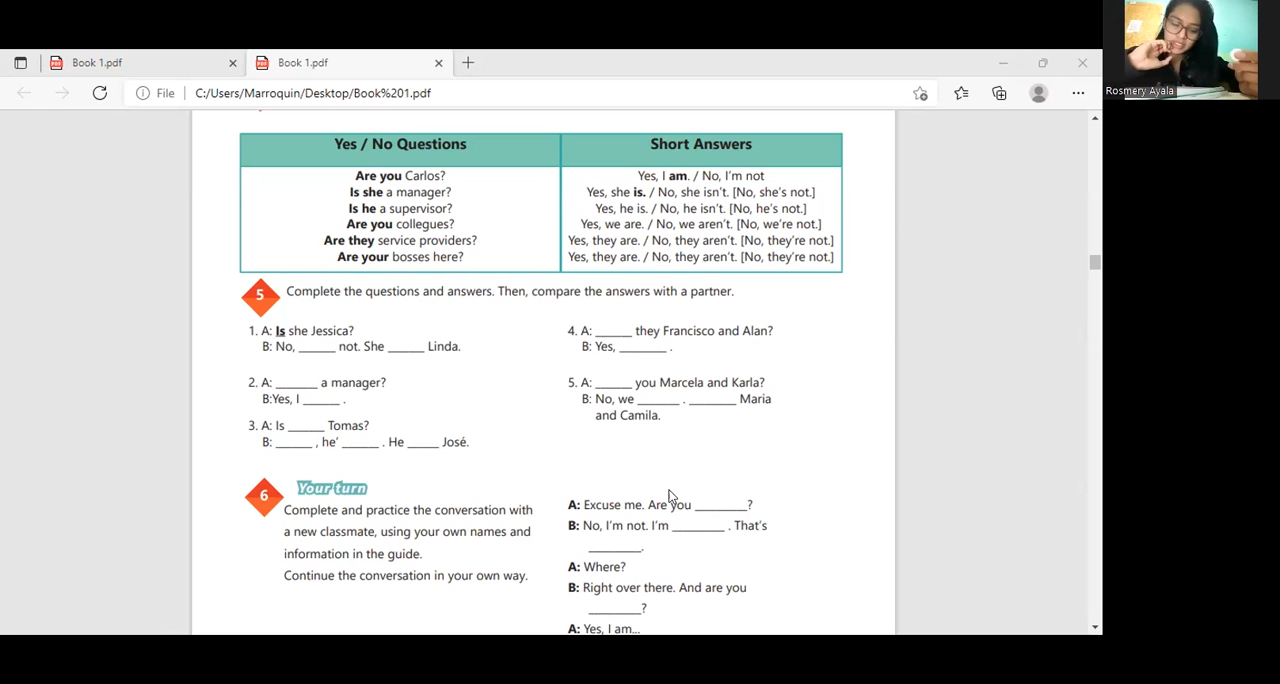 Book 1.pdf
Book 1.pdf
File C:/Users/Marroquin/Desktop/Book%201.pdf
Rosmery Ayala
Yes / No Questions Short Answers
Are you Carlos? Yes, I am. / No, I'm not
Is she a manager? Yes, she is. / No, she isn't. [No, she's not.]
Is he a supervisor? Yes, he is. / No, he isn't. [No, he's not.]
Are you collegues? Yes, we are. / No, we aren't. [No, we're not.]
Are they service providers? Yes, they are. / No, they aren't. [No, they're not.]
Are your bosses here? Yes, they are. / No, they aren't. [No, they're not.]
5 Complete the questions and answers. Then, compare the answers with a partner.
1. A: Is she Jessica?
B: No, ______ not. She ______ Linda.
2. A: _______ a manager?
B:Yes, I ______ .
3. A: Is ______ Tomas?
B: ______ , he' ______ . He _____ José.
4. A: ______ they Francisco and Alan?
B: Yes, ________ .
5. A: ______ you Marcela and Karla?
B: No, we _______ . ________ Maria
and Camila.
6 Your turn
Complete and practice the conversation with
a new classmate, using your own names and
information in the guide.
Continue the conversation in your own way.
A: Excuse me. Are you _________?
B: No, I'm not. I'm _________ . That's
_________.
A: Where?
B: Right over there. And are you
_________?
A: Yes, I am...